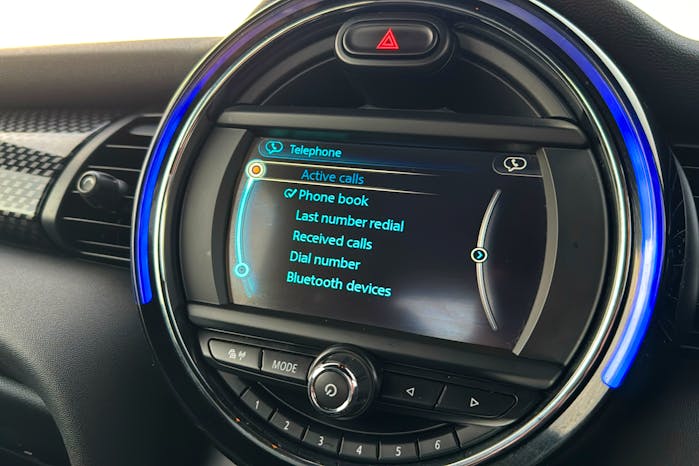 Telephone
Active calls
Phone book
Last number redial
Received calls
Dial number
Bluetooth devices
MODE
1 2 3 4 5 6